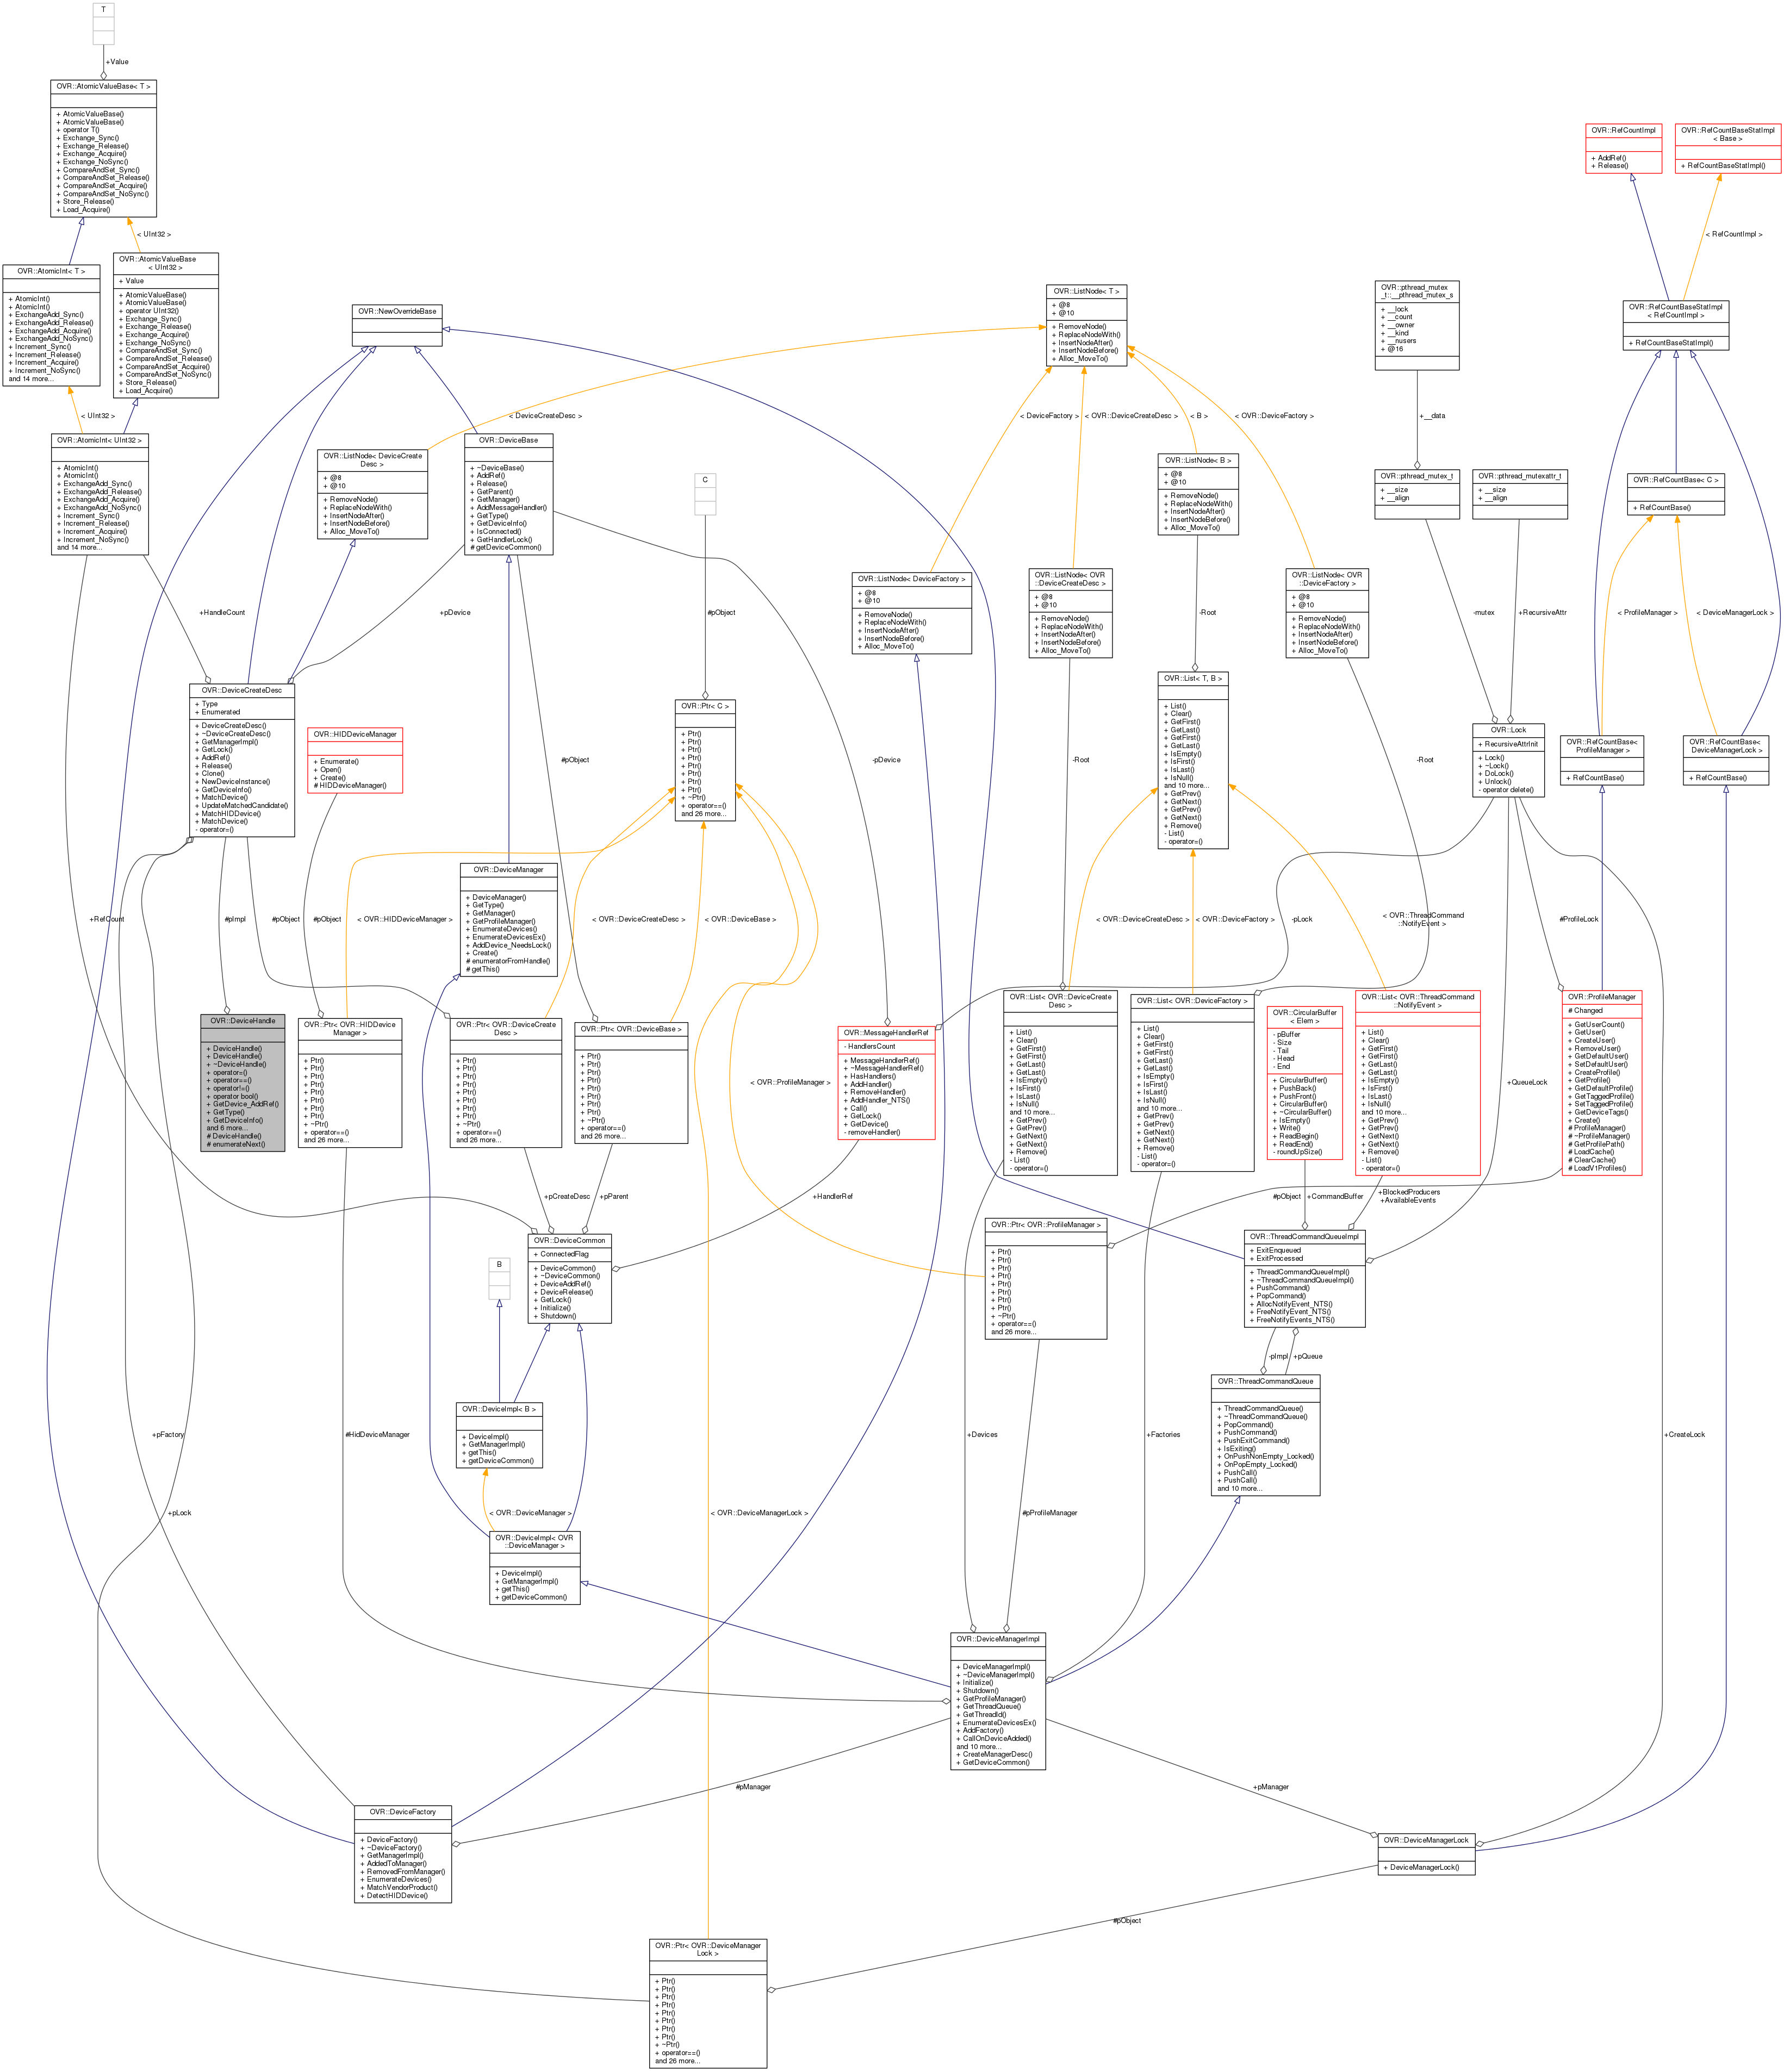 T
+Value
OVR::AtomicValueBase< T >
+ AtomicValueBase()
+ AtomicValueBase()
+ operator T()
+ Exchange_Sync()
+ Exchange_Release()
+ Exchange_Acquire()
+ Exchange_NoSync()
+ CompareAndSet_Sync()
+ CompareAndSet_Release()
+ CompareAndSet_Acquire()
+ CompareAndSet_NoSync()
+ Store_Release()
+ Load_Acquire()
OVR::RefCountImpl
+ AddRef()
+ Release()
OVR::RefCountBaseStatImpl
< Base >
+ RefCountBaseStatImpl()
< UInt32 >
< RefCountImpl >
OVR::AtomicInt< T >
+ AtomicInt()
+ AtomicInt()
+ ExchangeAdd_Sync()
+ ExchangeAdd_Release()
+ ExchangeAdd_Acquire()
+ ExchangeAdd_NoSync()
+ Increment_Sync()
+ Increment_Release()
+ Increment_Acquire()
+ Increment_NoSync()
and 14 more...
OVR::AtomicValueBase
< UInt32 >
+ Value
+ AtomicValueBase()
+ AtomicValueBase()
+ operator UInt32()
+ Exchange_Sync()
+ Exchange_Release()
+ Exchange_Acquire()
+ Exchange_NoSync()
+ CompareAndSet_Sync()
+ CompareAndSet_Release()
+ CompareAndSet_Acquire()
+ CompareAndSet_NoSync()
+ Store_Release()
+ Load_Acquire()
OVR::NewOverrideBase
OVR::ListNode< T >
+ @8
+ @10
+ RemoveNode()
+ ReplaceNodeWith()
+ InsertNodeAfter()
+ InsertNodeBefore()
+ Alloc_MoveTo()
OVR::pthread_mutex
_t::__pthread_mutex_s
+ __lock
+ __count
+ __owner
+ __kind
+ __nusers
+ @16
OVR::RefCountBaseStatImpl
< RefCountImpl >
+ RefCountBaseStatImpl()
< UInt32 >
< DeviceCreateDesc >
< DeviceFactory >
< OVR::DeviceCreateDesc >
< B >
< OVR::DeviceFactory >
+__data
OVR::AtomicInt< UInt32 >
+ AtomicInt()
+ AtomicInt()
+ ExchangeAdd_Sync()
+ ExchangeAdd_Release()
+ ExchangeAdd_Acquire()
+ ExchangeAdd_NoSync()
+ Increment_Sync()
+ Increment_Release()
+ Increment_Acquire()
+ Increment_NoSync()
and 14 more...
OVR::ListNode< DeviceCreate
Desc >
+ @8
+ @10
+ RemoveNode()
+ ReplaceNodeWith()
+ InsertNodeAfter()
+ InsertNodeBefore()
+ Alloc_MoveTo()
OVR::DeviceBase
+ ~DeviceBase()
+ AddRef()
+ Release()
+ GetParent()
+ GetManager()
+ AddMessageHandler()
+ GetType()
+ GetDeviceInfo()
+ IsConnected()
+ GetHandlerLock()
# getDeviceCommon()
C
OVR::ListNode< B >
+ @8
+ @10
+ RemoveNode()
+ ReplaceNodeWith()
+ InsertNodeAfter()
+ InsertNodeBefore()
+ Alloc_MoveTo()
OVR::pthread_mutex_t
+ __size
+ __align
OVR::pthread_mutexattr_t
+ __size
+ __align
OVR::RefCountBase< C >
+ RefCountBase()
+HandleCount
+pDevice
#pObject
OVR::ListNode< DeviceFactory >
+ @8
+ @10
+ RemoveNode()
+ ReplaceNodeWith()
+ InsertNodeAfter()
+ InsertNodeBefore()
+ Alloc_MoveTo()
OVR::ListNode< OVR
::DeviceCreateDesc >
+ @8
+ @10
+ RemoveNode()
+ ReplaceNodeWith()
+ InsertNodeAfter()
+ InsertNodeBefore()
+ Alloc_MoveTo()
-Root
OVR::ListNode< OVR
::DeviceFactory >
+ @8
+ @10
+ RemoveNode()
+ ReplaceNodeWith()
+ InsertNodeAfter()
+ InsertNodeBefore()
+ Alloc_MoveTo()
-mutex
+RecursiveAttr
< ProfileManager >
< DeviceManagerLock >
OVR::DeviceCreateDesc
+ Type
+ Enumerated
+ DeviceCreateDesc()
+ ~DeviceCreateDesc()
+ GetManagerImpl()
+ GetLock()
+ AddRef()
+ Release()
+ Clone()
+ NewDeviceInstance()
+ GetDeviceInfo()
+ MatchDevice()
+ UpdateMatchedCandidate()
+ MatchHIDDevice()
+ MatchDevice()
- operator=()
OVR::HIDDeviceManager
+ Enumerate()
+ Open()
+ Create()
# HIDDeviceManager()
#pObject
OVR::Ptr< C >
+ Ptr()
+ Ptr()
+ Ptr()
+ Ptr()
+ Ptr()
+ Ptr()
+ Ptr()
+ Ptr()
+ ~Ptr()
+ operator==()
and 26 more...
-pDevice
-Root
OVR::List< T, B >
+ List()
+ Clear()
+ GetFirst()
+ GetLast()
+ GetFirst()
+ GetLast()
+ IsEmpty()
+ IsFirst()
+ IsLast()
+ IsNull()
and 10 more...
+ GetPrev()
+ GetNext()
+ GetPrev()
+ GetNext()
+ Remove()
- List()
- operator=()
-Root
OVR::Lock
+ RecursiveAttrInit
+ Lock()
+ ~Lock()
+ DoLock()
+ Unlock()
- operator delete()
OVR::RefCountBase<
ProfileManager >
+ RefCountBase()
OVR::RefCountBase<
DeviceManagerLock >
+ RefCountBase()
OVR::DeviceManager
+ DeviceManager()
+ GetType()
+ GetManager()
+ GetProfileManager()
+ EnumerateDevices()
+ EnumerateDevicesEx()
+ AddDevice_NeedsLock()
+ Create()
# enumeratorFromHandle()
# getThis()
+RefCount
#pImpl
#pObject
#pObject
< OVR::HIDDeviceManager >
< OVR::DeviceCreateDesc >
< OVR::DeviceBase >
< OVR::DeviceCreateDesc >
< OVR::DeviceFactory >
-pLock
< OVR::ThreadCommand
::NotifyEvent >
#ProfileLock
OVR::DeviceHandle
+ DeviceHandle()
+ DeviceHandle()
+ ~DeviceHandle()
+ operator=()
+ operator==()
+ operator!=()
+ operator bool()
+ GetDevice_AddRef()
+ GetType()
+ GetDeviceInfo()
and 6 more...
# DeviceHandle()
# enumerateNext()
OVR::Ptr< OVR::HIDDevice
Manager >
+ Ptr()
+ Ptr()
+ Ptr()
+ Ptr()
+ Ptr()
+ Ptr()
+ Ptr()
+ Ptr()
+ ~Ptr()
+ operator==()
and 26 more...
OVR::Ptr< OVR::DeviceCreate
Desc >
+ Ptr()
+ Ptr()
+ Ptr()
+ Ptr()
+ Ptr()
+ Ptr()
+ Ptr()
+ Ptr()
+ ~Ptr()
+ operator==()
and 26 more...
OVR::Ptr< OVR::DeviceBase >
+ Ptr()
+ Ptr()
+ Ptr()
+ Ptr()
+ Ptr()
+ Ptr()
+ Ptr()
+ Ptr()
+ ~Ptr()
+ operator==()
and 26 more...
< OVR::ProfileManager >
OVR::MessageHandlerRef
- HandlersCount
+ MessageHandlerRef()
+ ~MessageHandlerRef()
+ HasHandlers()
+ AddHandler()
+ RemoveHandler()
+ AddHandler_NTS()
+ Call()
+ GetLock()
+ GetDevice()
- removeHandler()
OVR::List< OVR::DeviceCreate
Desc >
+ List()
+ Clear()
+ GetFirst()
+ GetFirst()
+ GetLast()
+ GetLast()
+ IsEmpty()
+ IsFirst()
+ IsLast()
+ IsNull()
and 10 more...
+ GetPrev()
+ GetPrev()
+ GetNext()
+ GetNext()
+ Remove()
- List()
- operator=()
OVR::List< OVR::DeviceFactory >
+ List()
+ Clear()
+ GetFirst()
+ GetFirst()
+ GetLast()
+ GetLast()
+ IsEmpty()
+ IsFirst()
+ IsLast()
+ IsNull()
and 10 more...
+ GetPrev()
+ GetPrev()
+ GetNext()
+ GetNext()
+ Remove()
- List()
- operator=()
OVR::CircularBuffer
< Elem >
- pBuffer
- Size
- Tail
- Head
- End
+ CircularBuffer()
+ PushBack()
+ PushFront()
+ CircularBuffer()
+ ~CircularBuffer()
+ IsEmpty()
+ Write()
+ ReadBegin()
+ ReadEnd()
- roundUpSize()
OVR::List< OVR::ThreadCommand
::NotifyEvent >
+ List()
+ Clear()
+ GetFirst()
+ GetFirst()
+ GetLast()
+ GetLast()
+ IsEmpty()
+ IsFirst()
+ IsLast()
+ IsNull()
and 10 more...
+ GetPrev()
+ GetPrev()
+ GetNext()
+ GetNext()
+ Remove()
- List()
- operator=()
+QueueLock
OVR::ProfileManager
# Changed
+ GetUserCount()
+ GetUser()
+ CreateUser()
+ RemoveUser()
+ GetDefaultUser()
+ SetDefaultUser()
+ CreateProfile()
+ GetProfile()
+ GetDefaultProfile()
+ GetTaggedProfile()
+ SetTaggedProfile()
+ GetDeviceTags()
+ Create()
# ProfileManager()
# ~ProfileManager()
# GetProfilePath()
# LoadCache()
# ClearCache()
# LoadV1Profiles()
+pCreateDesc
+pParent
+HandlerRef
#pObject
+CommandBuffer
+BlockedProducers
+AvailableEvents
OVR::DeviceCommon
+ ConnectedFlag
+ DeviceCommon()
+ ~DeviceCommon()
+ DeviceAddRef()
+ DeviceRelease()
+ GetLock()
+ Initialize()
+ Shutdown()
B
OVR::Ptr< OVR::ProfileManager >
+ Ptr()
+ Ptr()
+ Ptr()
+ Ptr()
+ Ptr()
+ Ptr()
+ Ptr()
+ Ptr()
+ ~Ptr()
+ operator==()
and 26 more...
OVR::ThreadCommandQueueImpl
+ ExitEnqueued
+ ExitProcessed
+ ThreadCommandQueueImpl()
+ ~ThreadCommandQueueImpl()
+ PushCommand()
+ PopCommand()
+ AllocNotifyEvent_NTS()
+ FreeNotifyEvent_NTS()
+ FreeNotifyEvents_NTS()
-pImpl
+pQueue
OVR::DeviceImpl< B >
+ DeviceImpl()
+ GetManagerImpl()
+ getThis()
+ getDeviceCommon()
OVR::ThreadCommandQueue
+ ThreadCommandQueue()
+ ~ThreadCommandQueue()
+ PopCommand()
+ PushCommand()
+ PushExitCommand()
+ IsExiting()
+ OnPushNonEmpty_Locked()
+ OnPopEmpty_Locked()
+ PushCall()
+ PushCall()
and 10 more...
+pFactory
#HidDeviceManager
+Devices
+Factories
+CreateLock
+pLock
< OVR::DeviceManager >
< OVR::DeviceManagerLock >
#pProfileManager
OVR::DeviceImpl< OVR
::DeviceManager >
+ DeviceImpl()
+ GetManagerImpl()
+ getThis()
+ getDeviceCommon()
OVR::DeviceManagerImpl
+ DeviceManagerImpl()
+ ~DeviceManagerImpl()
+ Initialize()
+ Shutdown()
+ GetProfileManager()
+ GetThreadQueue()
+ GetThreadId()
+ EnumerateDevicesEx()
+ AddFactory()
+ CallOnDeviceAdded()
and 10 more...
+ CreateManagerDesc()
+ GetDeviceCommon()
#pManager
+pManager
OVR::DeviceFactory
+ DeviceFactory()
+ ~DeviceFactory()
+ GetManagerImpl()
+ AddedToManager()
+ RemovedFromManager()
+ EnumerateDevices()
+ MatchVendorProduct()
+ DetectHIDDevice()
OVR::DeviceManagerLock
+ DeviceManagerLock()
#pObject
OVR::Ptr< OVR::DeviceManager
Lock >
+ Ptr()
+ Ptr()
+ Ptr()
+ Ptr()
+ Ptr()
+ Ptr()
+ Ptr()
+ Ptr()
+ ~Ptr()
+ operator==()
and 26 more...